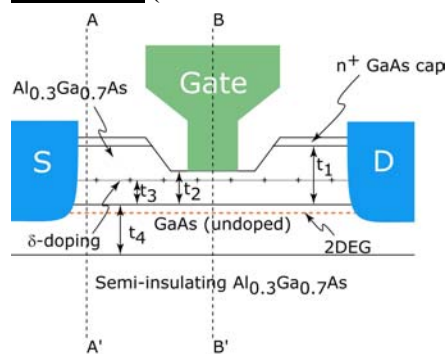 A
B
n+ GaAs cap
Al0.3Ga0.7As
Gate
S
D
t1
t2
t3
δ-doping
t4
GaAs (undoped)
2DEG
Semi-insulating Al0.3Ga0.7As
A'
B'